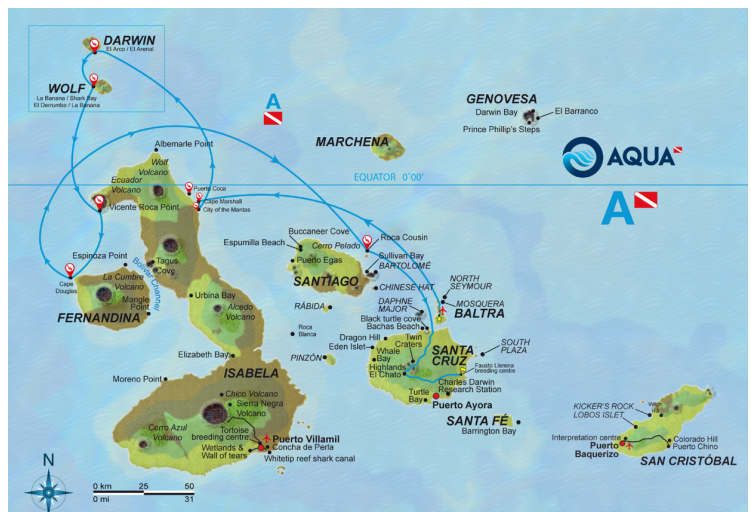 DARWIN
El Arco / El Arenal
WOLF
La Banana / Shark Bay
El Derrumbe / La Banana
A
GENOVESA
Darwin Bay
El Barranco
Prince Phillip's Steps
MARCHENA
AQUA
A
EQUATOR 0°00'
Albemarle Point
Wolf
Volcano
Ecuador
Volcano
Puerto Coca
Cape Marshall
City of the Mantas
Vicente Roca Point
Espinoza Point
Tagus
Cove
Bolivar Channel
Cape
Douglas
La Cumbre
Volcano
Mangle
Point
FERNANDINA
Urbina Bay
Alcedo
Volcano
Elizabeth Bay
ISABELA
Moreno Point
Chico Volcano
Sierra Negra
Volcano
Cerro Azul
Volcano
Tortoise
breeding centre
Puerto Villamil
Concha de Perla
Wetlands &
Wall of tears
Whitetip reef shark canal
Buccaneer Cove
Espumilla Beach
Cerro Pelado
Puerto Egas
SANTIAGO
Roca Cousin
Sullivan Bay
BARTOLOMÉ
CHINESE HAT
RÁBIDA
Roca
Blanca
PINZÓN
NORTH
SEYMOUR
MOSQUERA
BALTRA
DAPHNE
MAJOR
Black turtle cove
Bachas Beach
Dragon Hill
Eden Islet
Whale
Bay
Twin
Craters
SANTA
CRUZ
SOUTH
PLAZA
Highlands
El Chato
Fausto Llerena
breeding centre
Charles Darwin
Research Station
Turtle
Bay
Puerto Ayora
SANTA FÉ
Barrington Bay
KICKER'S ROCK
LOBOS ISLET
Interpretation centre
Puerto
Baquerizo
Colorado Hill
Puerto Chino
SAN CRISTÓBAL
N
0 km 25 50
0 mi 31